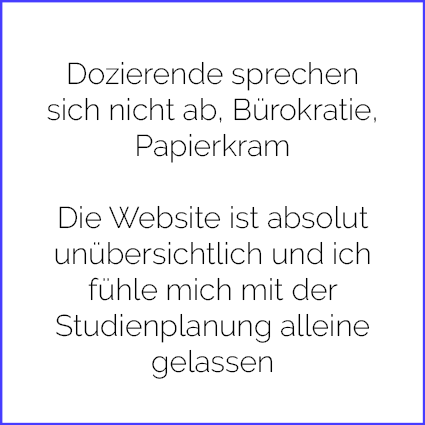 Dozierende sprechen
sich nicht ab, Bürokratie,
Papierkram
Die Website ist absolut
unübersichtlich und ich
fühle mich mit der
Studienplanung alleine
gelassen